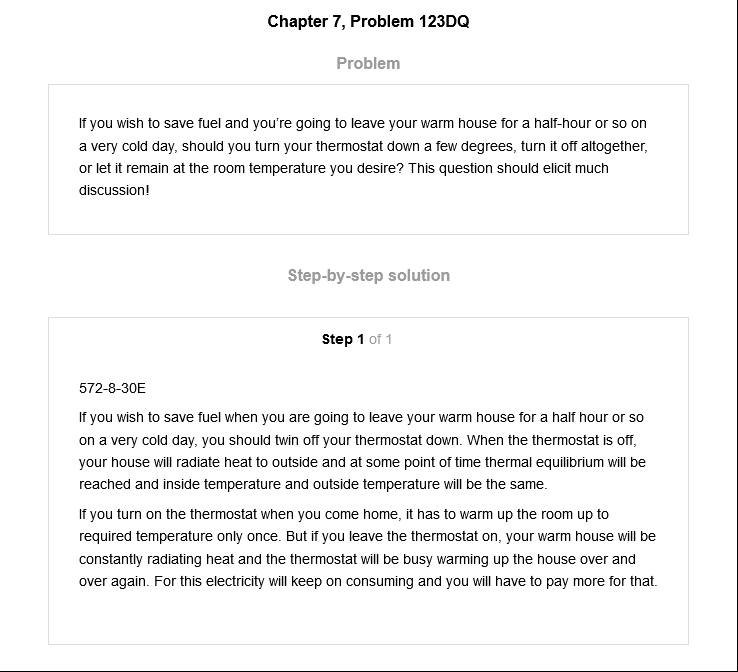 Chapter 7, Problem 123DQ
Problem
If you wish to save fuel and you’re going to leave your warm house for a half-hour or so on
a very cold day, should you turn your thermostat down a few degrees, turn it off altogether,
or let it remain at the room temperature you desire? This question should elicit much
discussion!
Step-by-step solution
Step 1 of 1
572-8-30E
If you wish to save fuel when you are going to leave your warm house for a half hour or so
on a very cold day, you should twin off your thermostat down. When the thermostat is off,
your house will radiate heat to outside and at some point of time thermal equilibrium will be
reached and inside temperature and outside temperature will be the same.
If you turn on the thermostat when you come home, it has to warm up the room up to
required temperature only once. But if you leave the thermostat on, your warm house will be
constantly radiating heat and the thermostat will be busy warming up the house over and
over again. For this electricity will keep on consuming and you will have to pay more for that.